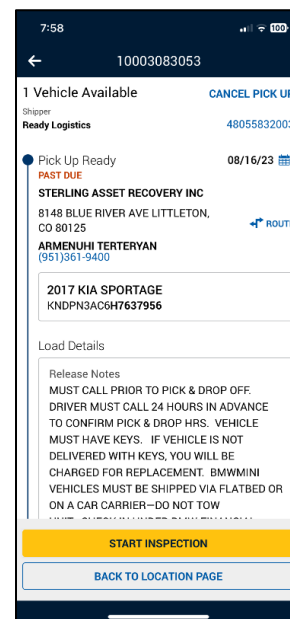 7:58
100
10003083053
1 Vehicle Available
CANCEL PICK UP
Shipper
Ready Logistics
4805583200
Pick Up Ready
08/16/23
PAST DUE
STERLING ASSET RECOVERY INC
8148 BLUE RIVER AVE LITTLETON,
CO 80125
ROUT
ARMENUHI TERTERYAN
(951)361-9400
2017 KIA SPORTAGE
KNDPN3AC6H7637956
Load Details
Release Notes
MUST CALL PRIOR TO PICK & DROP OFF.
DRIVER MUST CALL 24 HOURS IN ADVANCE
TO CONFIRM PICK & DROP HRS. VEHICLE
MUST HAVE KEYS. IF VEHICLE IS NOT
DELIVERED WITH KEYS, YOU WILL BE
CHARGED FOR REPLACEMENT. BMWMINI
VEHICLES MUST BE SHIPPED VIA FLATBED OR
ON A CAR CARRIER—DO NOT TOW
START INSPECTION
BACK TO LOCATION PAGE